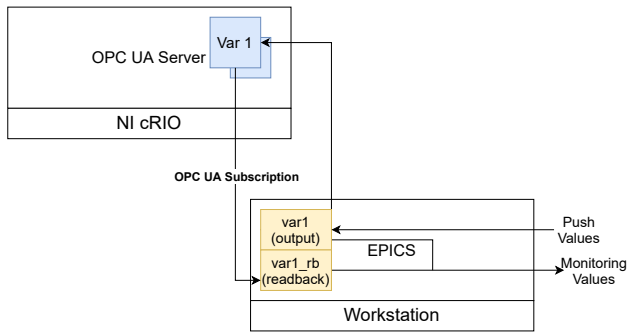 Var 1
OPC UA Server
NI cRIO
OPC UA Subscription
var1
(output)
Push
Values
EPICS
var1_rb
(readback)
Monitoring
Values
Workstation